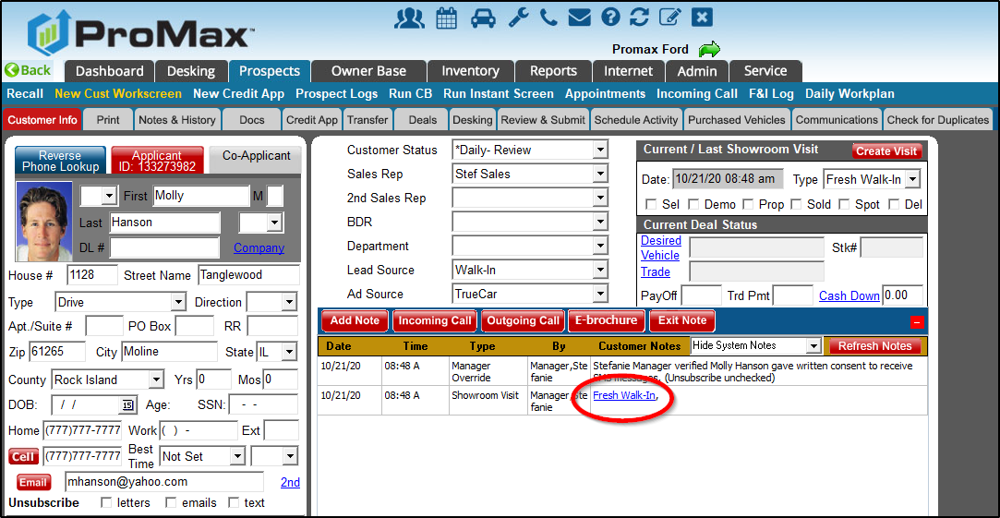 ProMax™
Promax Ford
Back
Dashboard Desking Prospects Owner Base Inventory Reports Internet Admin Service
Recall New Cust Workscreen New Credit App Prospect Logs Run CB Run Instant Screen Appointments Incoming Call F&I Log Daily Workplan
Customer Info Print Notes & History Docs Credit App Transfer Deals Desking Review & Submit Schedule Activity Purchased Vehicles Communications Check for Duplicates
Reverse
Phone Lookup
Applicant
ID: 133273982
Co-Applicant
First Molly M
Last Hanson
DL # Company
House # 1128 Street Name Tanglewood
Type Drive Direction
Apt./Suite # PO Box RR
Zip 61265 City Moline State IL
County Rock Island Yrs 0 Mos 0
DOB: / / 15 Age: SSN: - -
Home (777)777-7777 Work ( ) - Ext
Cell (777)777-7777 Best
Time Not Set
Email mhanson@yahoo.com 2nd
Unsubscribe letters emails text
Customer Status *Daily- Review
Sales Rep Stef Sales
2nd Sales Rep
BDR
Department
Lead Source Walk-In
Ad Source TrueCar
Current / Last Showroom Visit Create Visit
Date: 10/21/20 08:48 am Type Fresh Walk-In
Sel Demo Prop Sold Spot Del
Current Deal Status
Desired
Vehicle Stk#
Trade
PayOff Trd Pmt Cash Down 0.00
Add Note Incoming Call Outgoing Call E-brochure Exit Note –
Date Time Type By Customer Notes Hide System Notes Refresh Notes
10/21/20 08:48 A Manager Manager,Ste Stefanie Manager verified Molly Hanson gave written consent to receive
Override fanie SMS messages. (Unsubscribe unchecked)
10/21/20 08:48 A Showroom Visit Manager,Ste Fresh Walk-In,
fanie